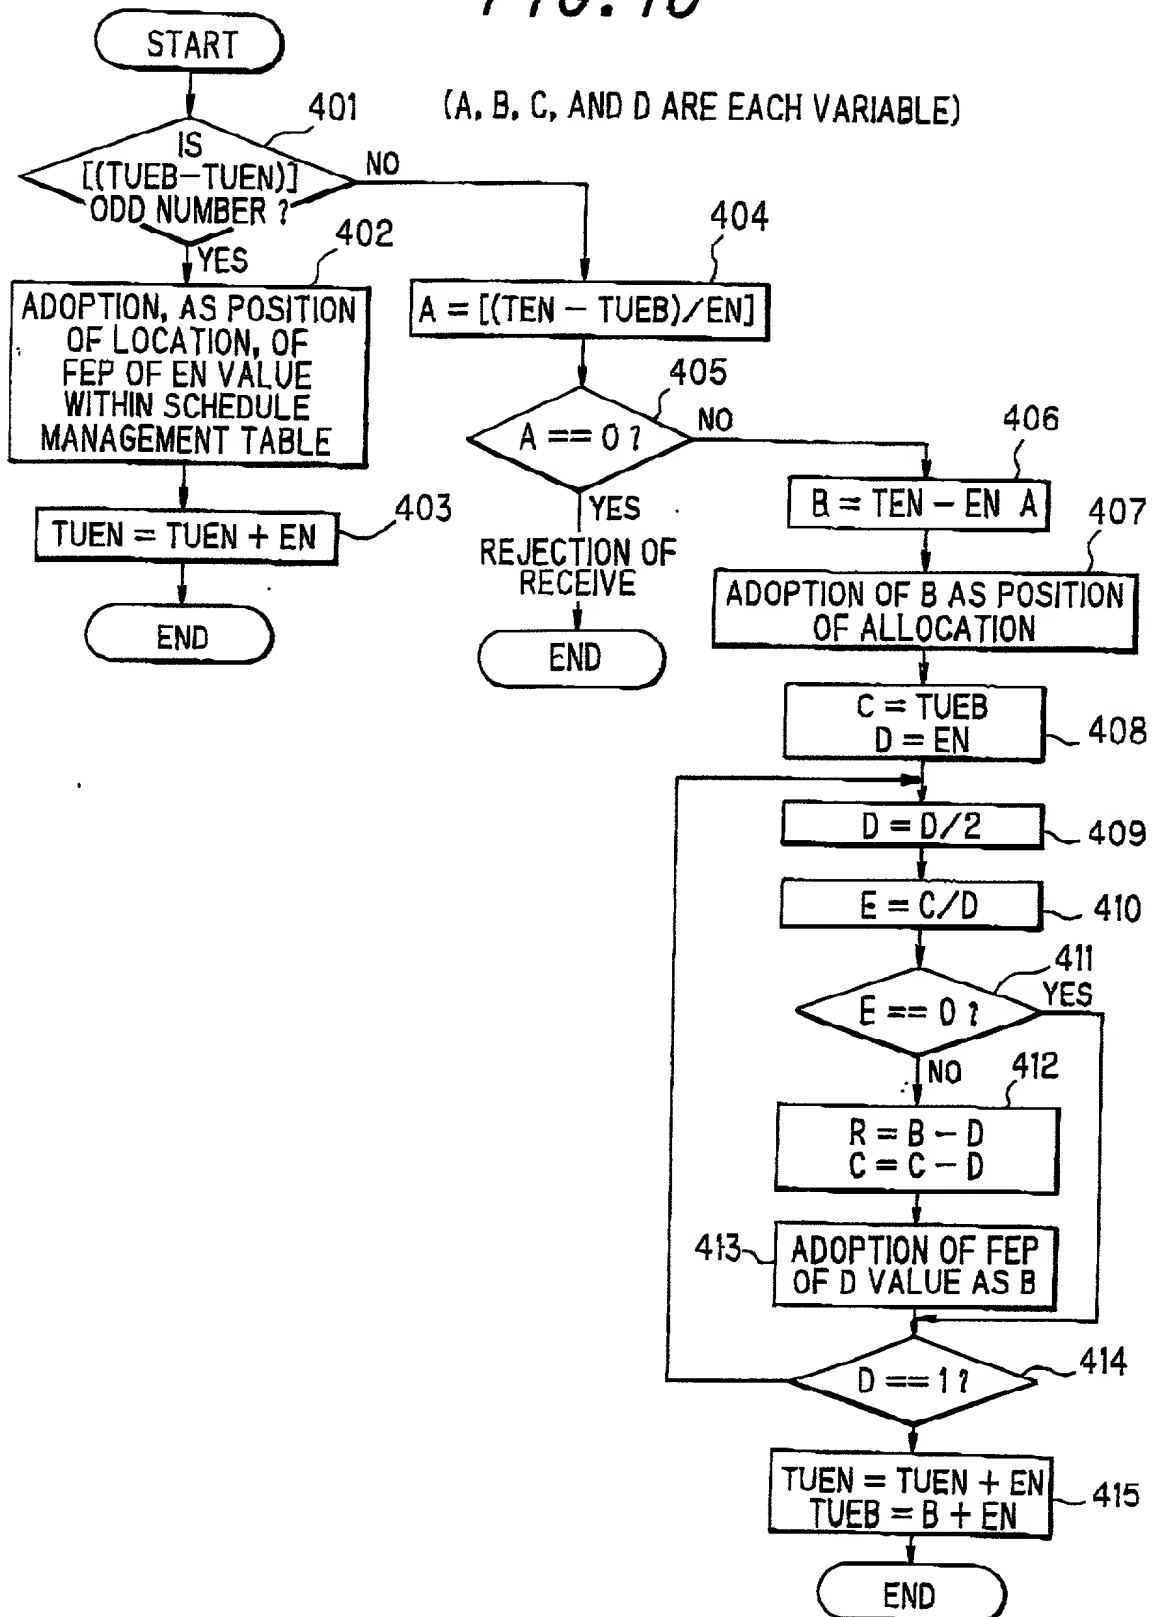 FIG. 10
START
(A, B, C, AND D ARE EACH VARIABLE)
401
IS
[(TUEB-TUEN)]
ODD NUMBER ?
NO
YES
402
ADOPTION, AS POSITION
OF LOCATION, OF
FEP OF EN VALUE
WITHIN SCHEDULE
MANAGEMENT TABLE
403
TUEN = TUEN + EN
END
404
A = [(TEN - TUEB)/EN]
405
A == 0 ?
NO
YES
REJECTION OF
RECEIVE
END
406
B = TEN - EN A
407
ADOPTION OF B AS POSITION
OF ALLOCATION
C = TUEB
D = EN
408
D = D/2
409
E = C/D
410
411
E == 0 ?
YES
NO
412
R = B - D
C = C - D
413
ADOPTION OF FEP
OF D VALUE AS B
D == 1 ?
414
TUEN = TUEN + EN
TUEB = B + EN
415
END